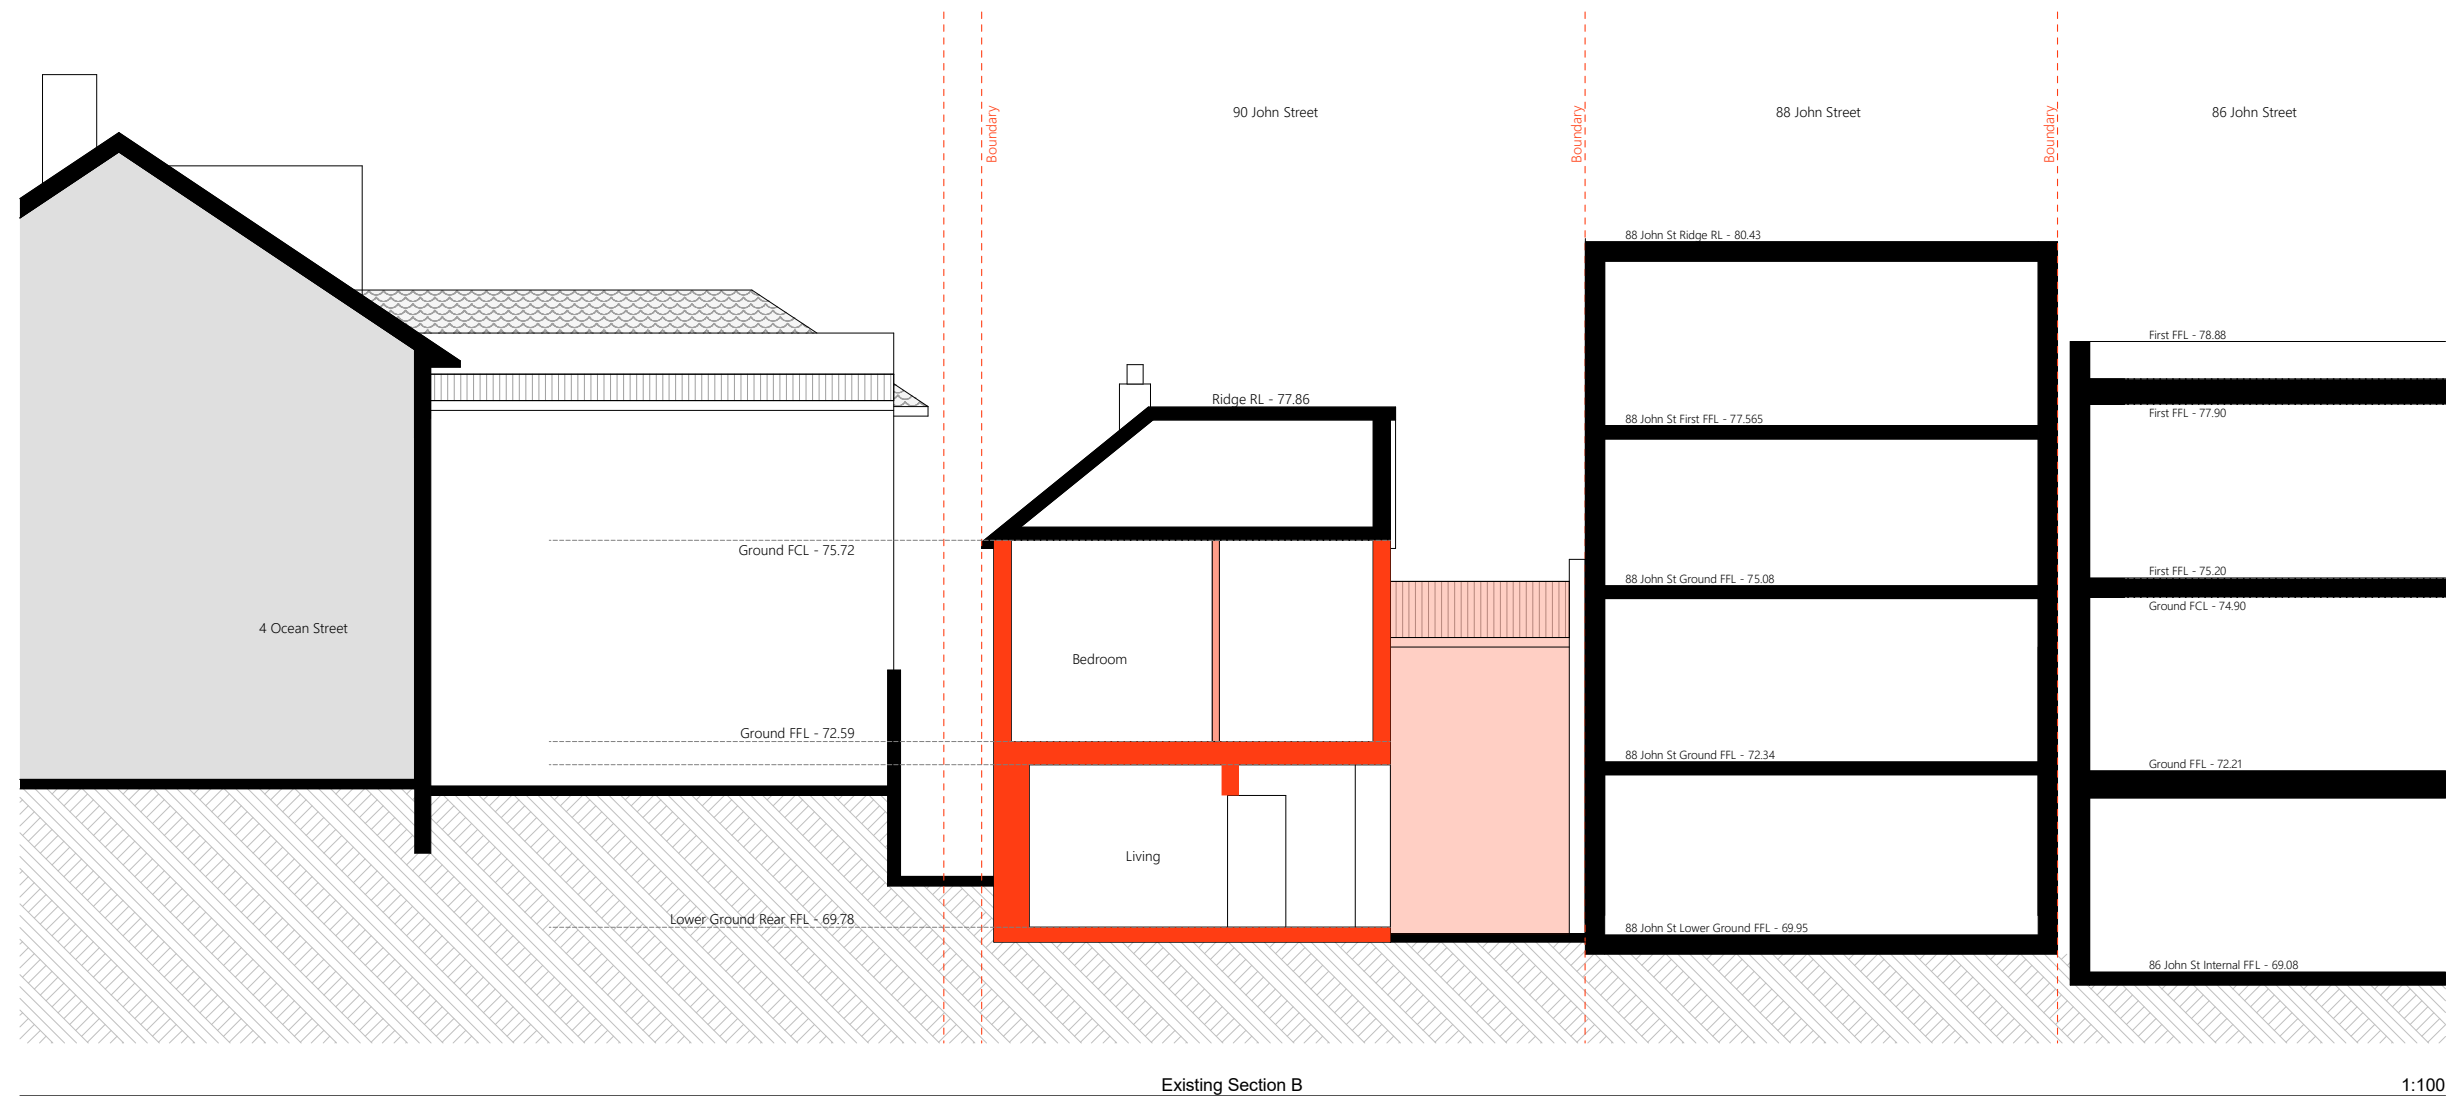 90 John Street
88 John Street
86 John Street
Boundary
Boundary
Boundary
88 John St Ridge RL - 80.43
First FFL - 78.88
Ridge RL - 77.86
88 John St First FFL - 77.565
First FFL - 77.90
Ground FCL - 75.72
88 John St Ground FFL - 75.08
First FFL - 75.20
Ground FCL - 74.90
4 Ocean Street
Bedroom
Ground FFL - 72.59
88 John St Ground FFL - 72.34
Ground FFL - 72.21
Living
Lower Ground Rear FFL - 69.78
88 John St Lower Ground FFL - 69.95
86 John St Internal FFL - 69.08
Existing Section B
1:100